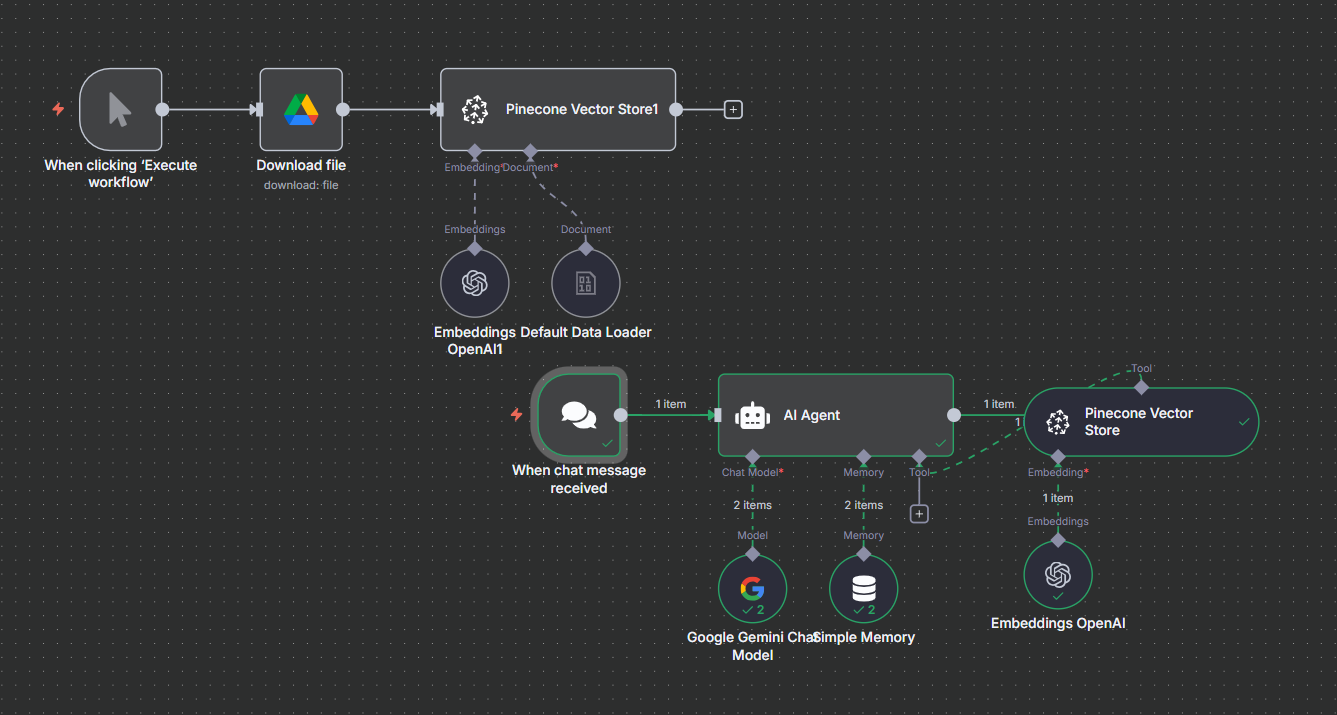 Pinecone Vector Store1
When clicking ‘Execute
workflow’
Download file
download: file
Embedding*
Document*
Embeddings
Document
01
10
Embeddings
OpenAI1
Default Data Loader
When chat message
received
1 item
AI Agent
1 item
1
Tool
Pinecone Vector
Store
Chat Model*
Memory
Tool
Embedding*
2 items
2 items
1 item
Model
Memory
Embeddings
2
2
Google Gemini Chat
Model
Simple Memory
Embeddings OpenAI